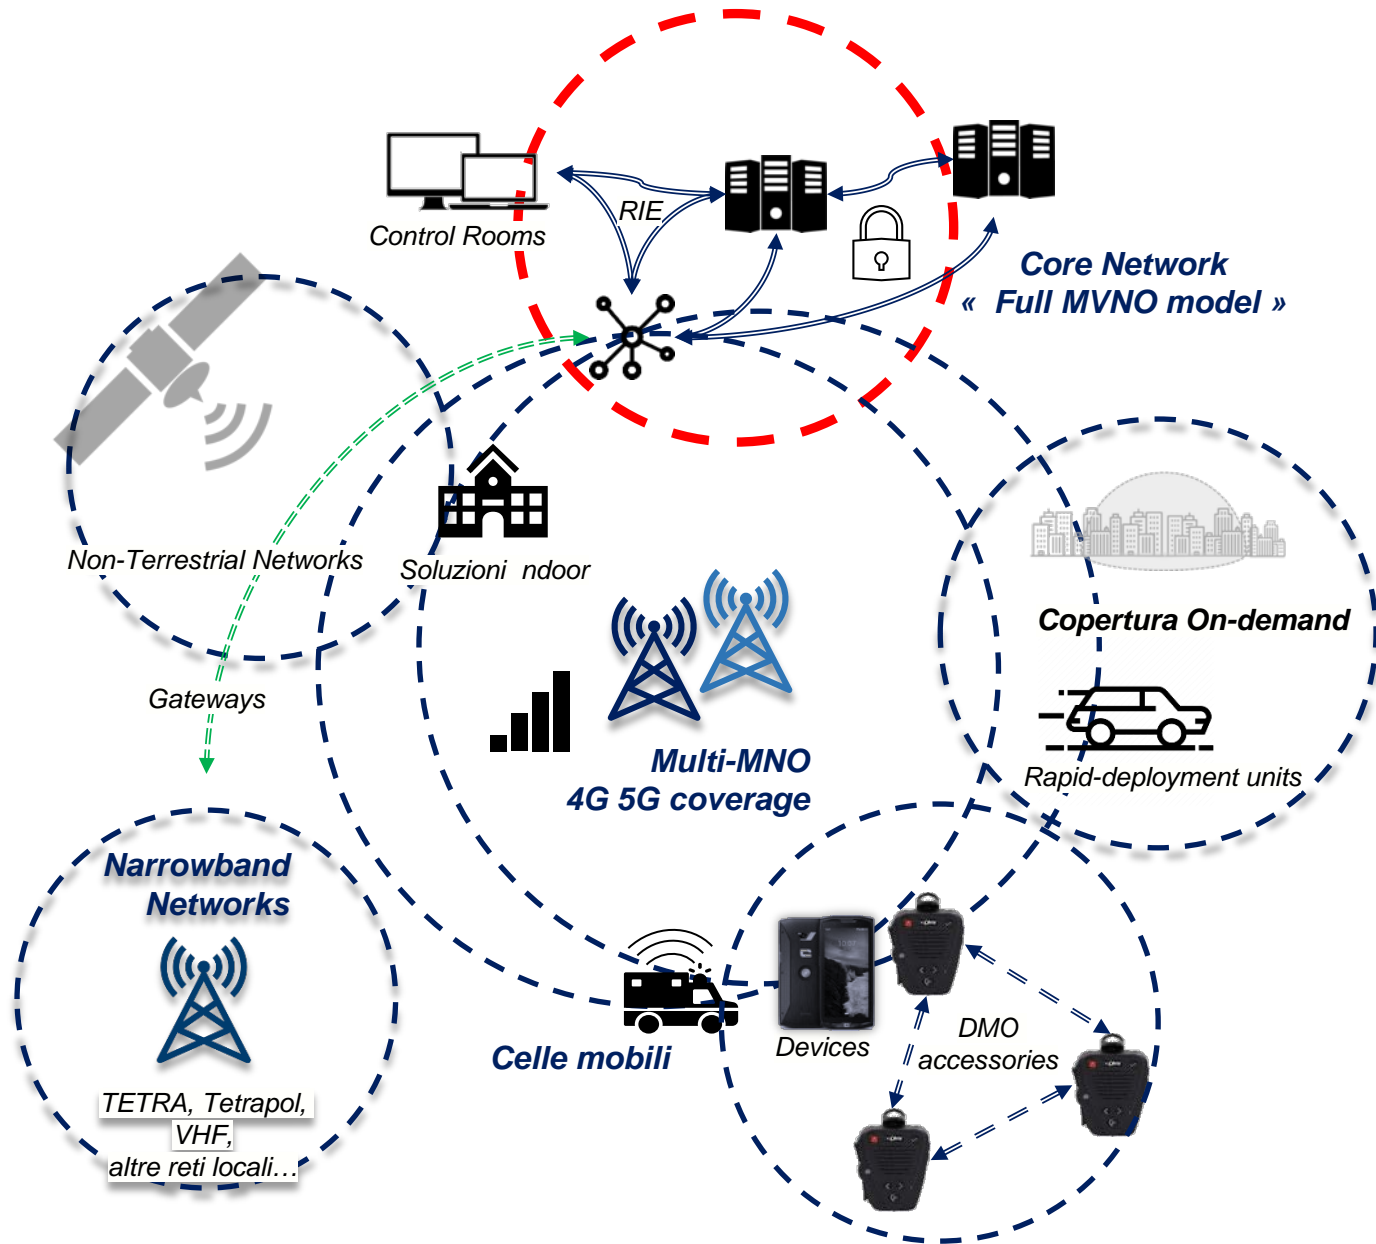 RIE
Control Rooms
Core Network
« Full MVNO model »
Non-Terrestrial Networks
Soluzioni ndoor
Copertura On-demand
Gateways
Multi-MNO
4G 5G coverage
Rapid-deployment units
Narrowband
Networks
Celle mobili
Devices
DMO
accessories
TETRA, Tetrapol,
VHF,
altre reti locali…